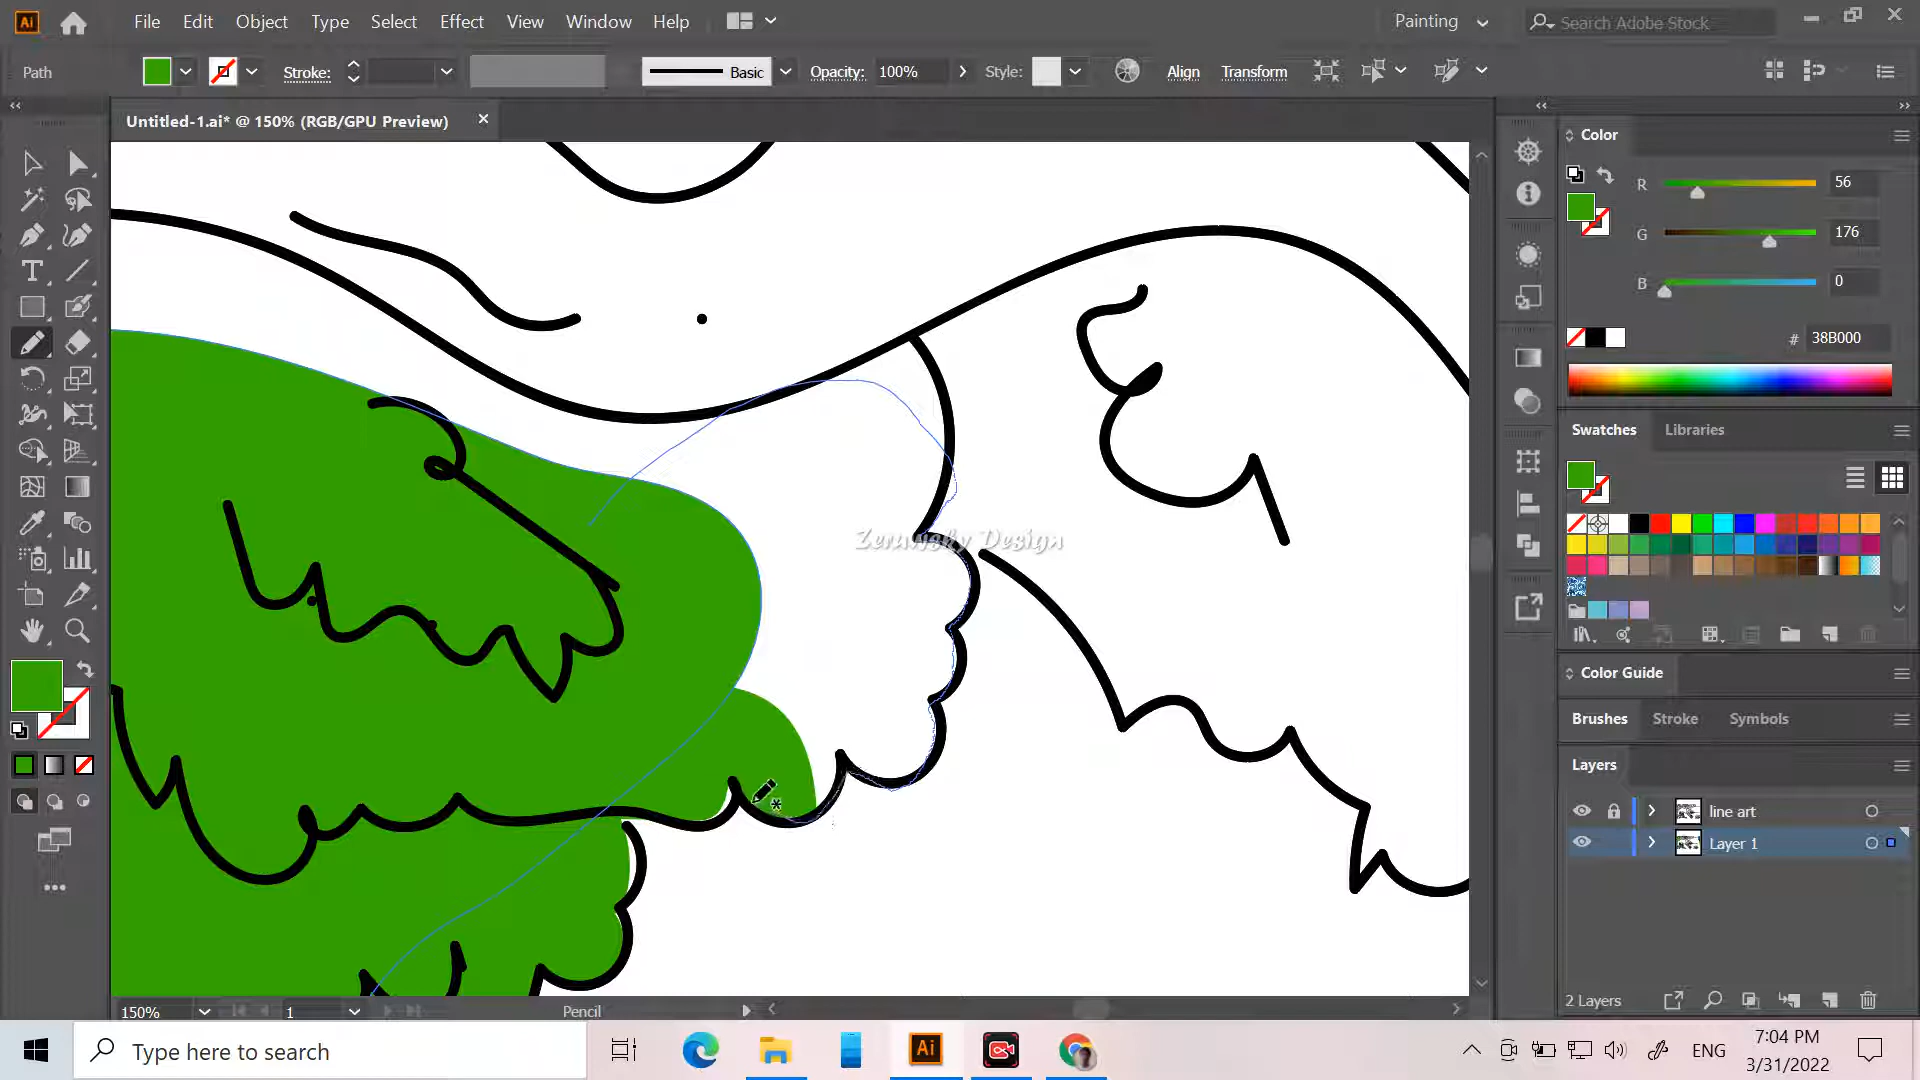 Ai File Edit Object Type Select Effect View Window Help Painting Search Adobe Stock
Path Stroke: Basic Opacity: 100% Style: Align Transform
Untitled-1.ai* @ 150% (RGB/GPU Preview)
Color
R 56
G 176
B 0
# 38B000
Swatches Libraries
Zerawsky Design
Color Guide
Brushes Stroke Symbols
Layers
line art
Layer 1
2 Layers
150% 1 Pencil
Type here to search
Ai
ENG
7:04 PM
3/31/2022